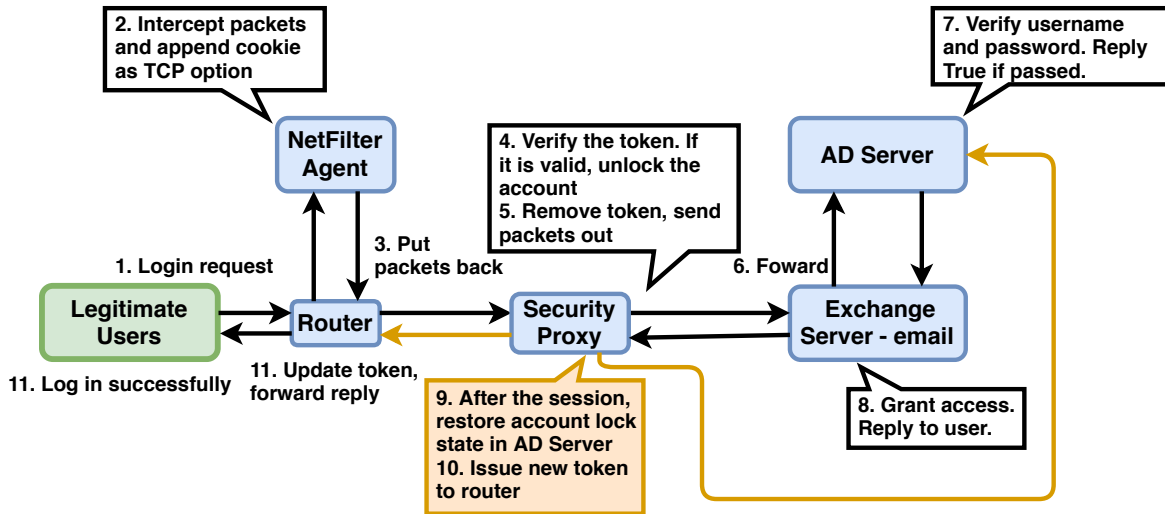 2. Intercept packets
and append cookie
as TCP option
7. Verify username
and password. Reply
True if passed.
NetFilter
Agent
4. Verify the token. If
it is valid, unlock the
account
5. Remove token, send
packets out
AD Server
3. Put
packets back
1. Login request
6. Foward
Legitimate
Users
Router
Security
Proxy
Exchange
Server - email
11. Log in successfully
11. Update token,
forward reply
9. After the session,
restore account lock
state in AD Server
10. Issue new token
to router
8. Grant access.
Reply to user.